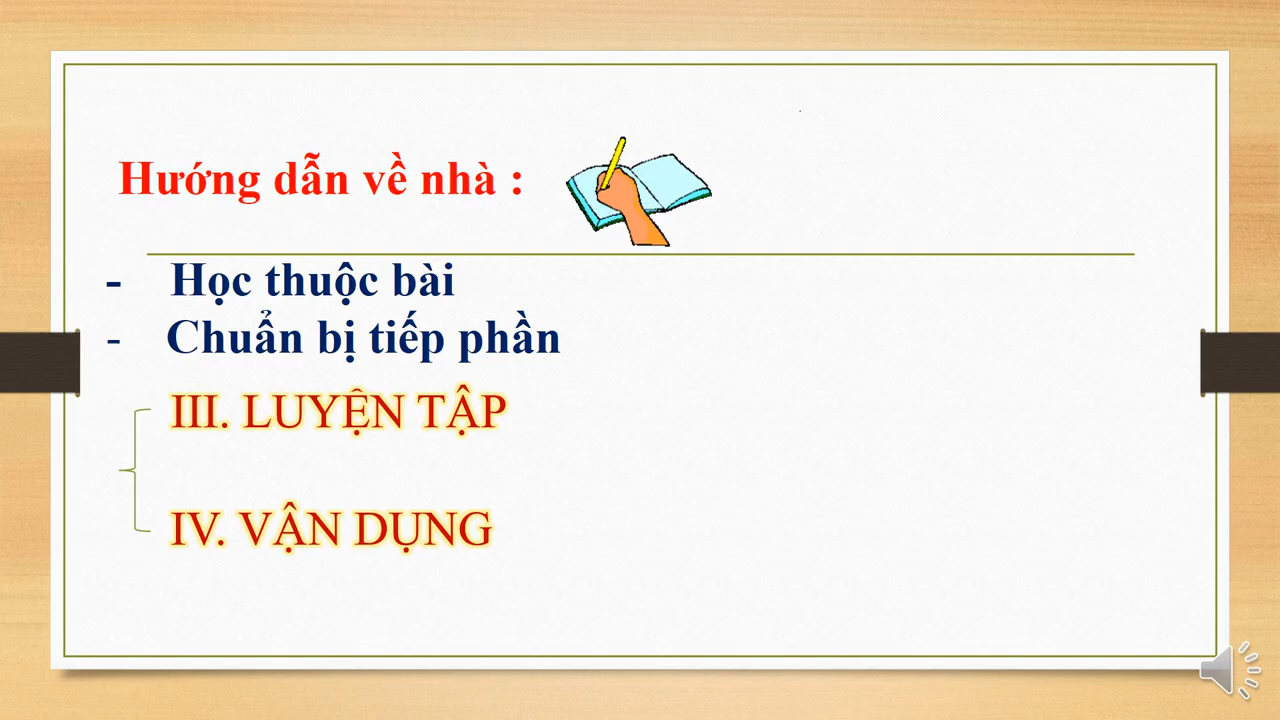 Hướng dẫn về nhà :
- Học thuộc bài
- Chuẩn bị tiếp phần
III. LUYỆN TẬP
IV. VẬN DỤNG